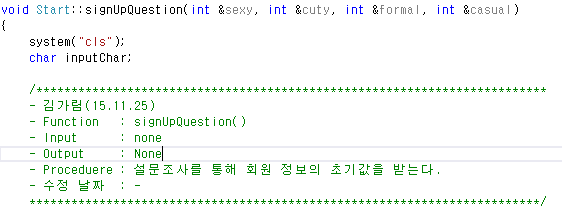 void Start::signUpQuestion(int &sexy, int &cuty, int &formal, int &casual)
{
system("cls");
char inputChar;
/***********************************************************************
- 김가림(15.11.25)
- Function : signUpQuestion()
- Input : none
- Output : None
- Proceduere : 설문조사를 통해 회원 정보의 초기값을 받는다.
- 수정 날짜 : -
***********************************************************************/